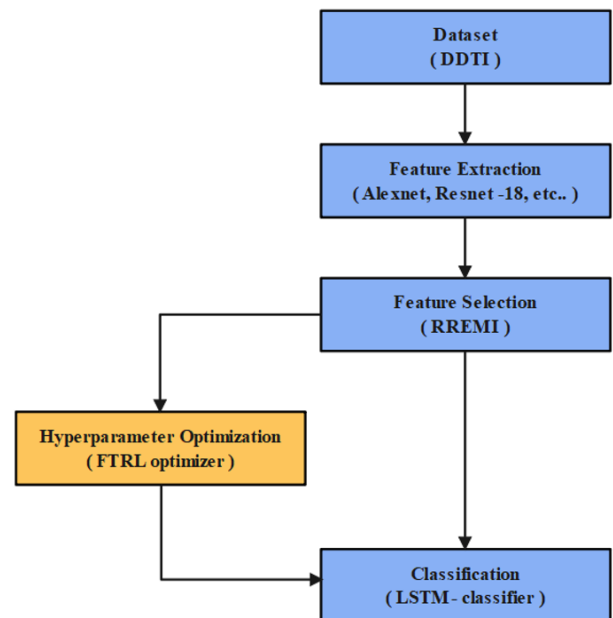 Dataset
( DDTI )
Feature Extraction
( Alexnet, Resnet -18, etc.. )
Feature Selection
( RREMI )
Hyperparameter Optimization
( FTRL optimizer )
Classification
( LSTM - classifier )